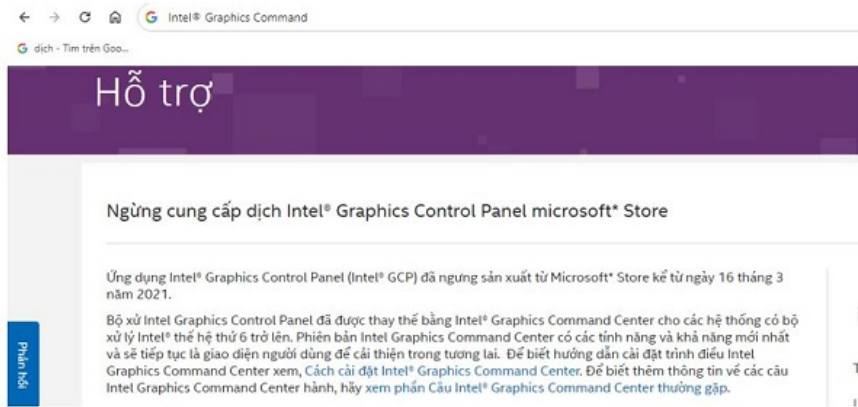 Intel® Graphics Command
dịch - Tìm trên Goo...
Hỗ trợ
Ngừng cung cấp dịch Intel® Graphics Control Panel microsoft* Store
Ứng dụng Intel® Graphics Control Panel (Intel® GCP) đã ngưng sản xuất từ Microsoft* Store kể từ ngày 16 tháng 3
năm 2021.
Bộ xử Intel Graphics Control Panel đã được thay thế bằng Intel® Graphics Command Center cho các hệ thống có bộ
xử lý Intel® thế hệ thứ 6 trở lên. Phiên bản Intel Graphics Command Center có các tính năng và khả năng mới nhất
và sẽ tiếp tục là giao diện người dùng để cải thiện trong tương lai. Để biết hướng dẫn cài đặt trình điều Intel
Graphics Command Center xem, Cách cài đặt Intel® Graphics Command Center. Để biết thêm thông tin về các câu
Intel Graphics Command Center hành, hãy xem phần Câu Intel® Graphics Command Center thường gặp.
Phản hồi